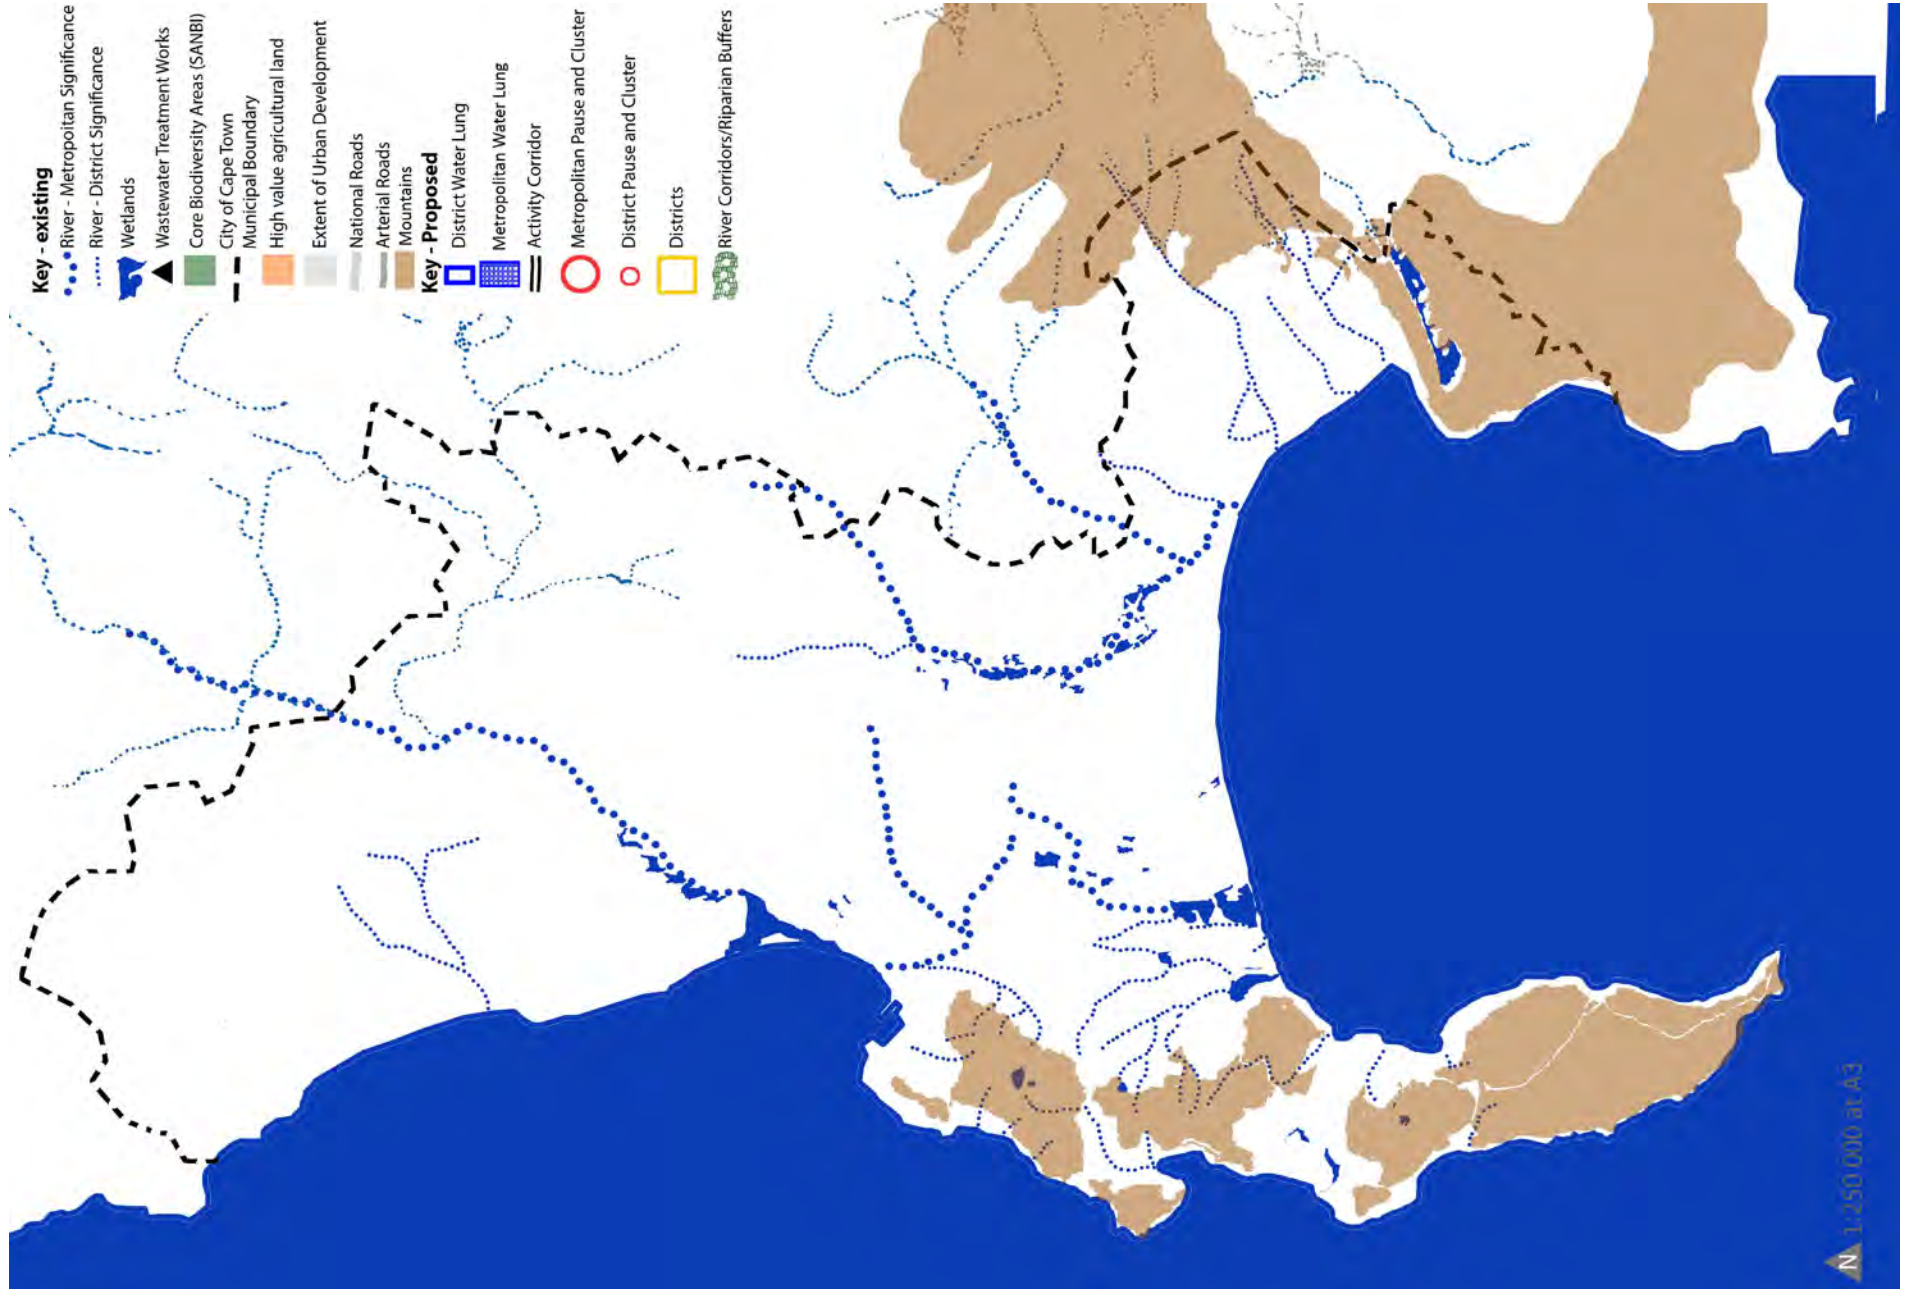 Key - existing
River - Metropoitan Significance
River - District Significance
Wetlands
Wastewater Treatment Works
Core Biodiversity Areas (SANBI)
City of Cape Town
Municipal Boundary
High value agricultural land
Extent of Urban Development
National Roads
Arterial Roads
Mountains
Key - Proposed
District Water Lung
Metropolitan Water Lung
Activity Corridor
Metropolitan Pause and Cluster
District Pause and Cluster
Districts
River Corridors/Riparian Buffers
N 1:250 000 at A3